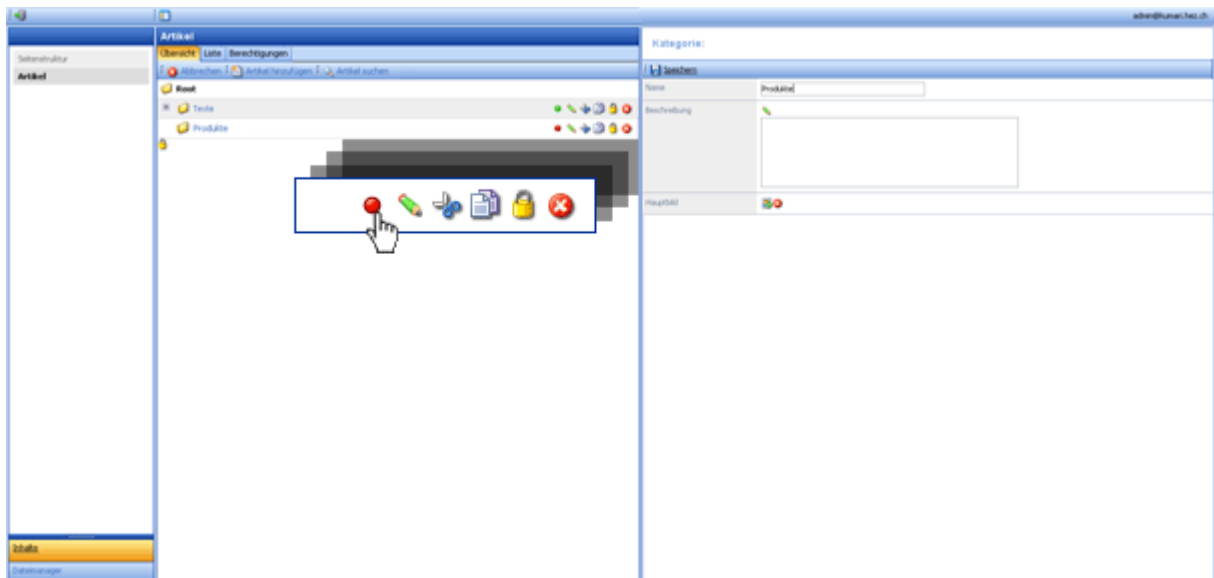 admin@human.hez.ch
Seitenstruktur
Artikel
Inhalte
Dateimanager
Artikel
Übersicht Liste Berechtigungen
Abbrechen Artikel hinzufügen Artikel suchen
Root
Texte
Produkte
Kategorie:
Speichern
Name Produkte
Beschreibung
Hauptbild